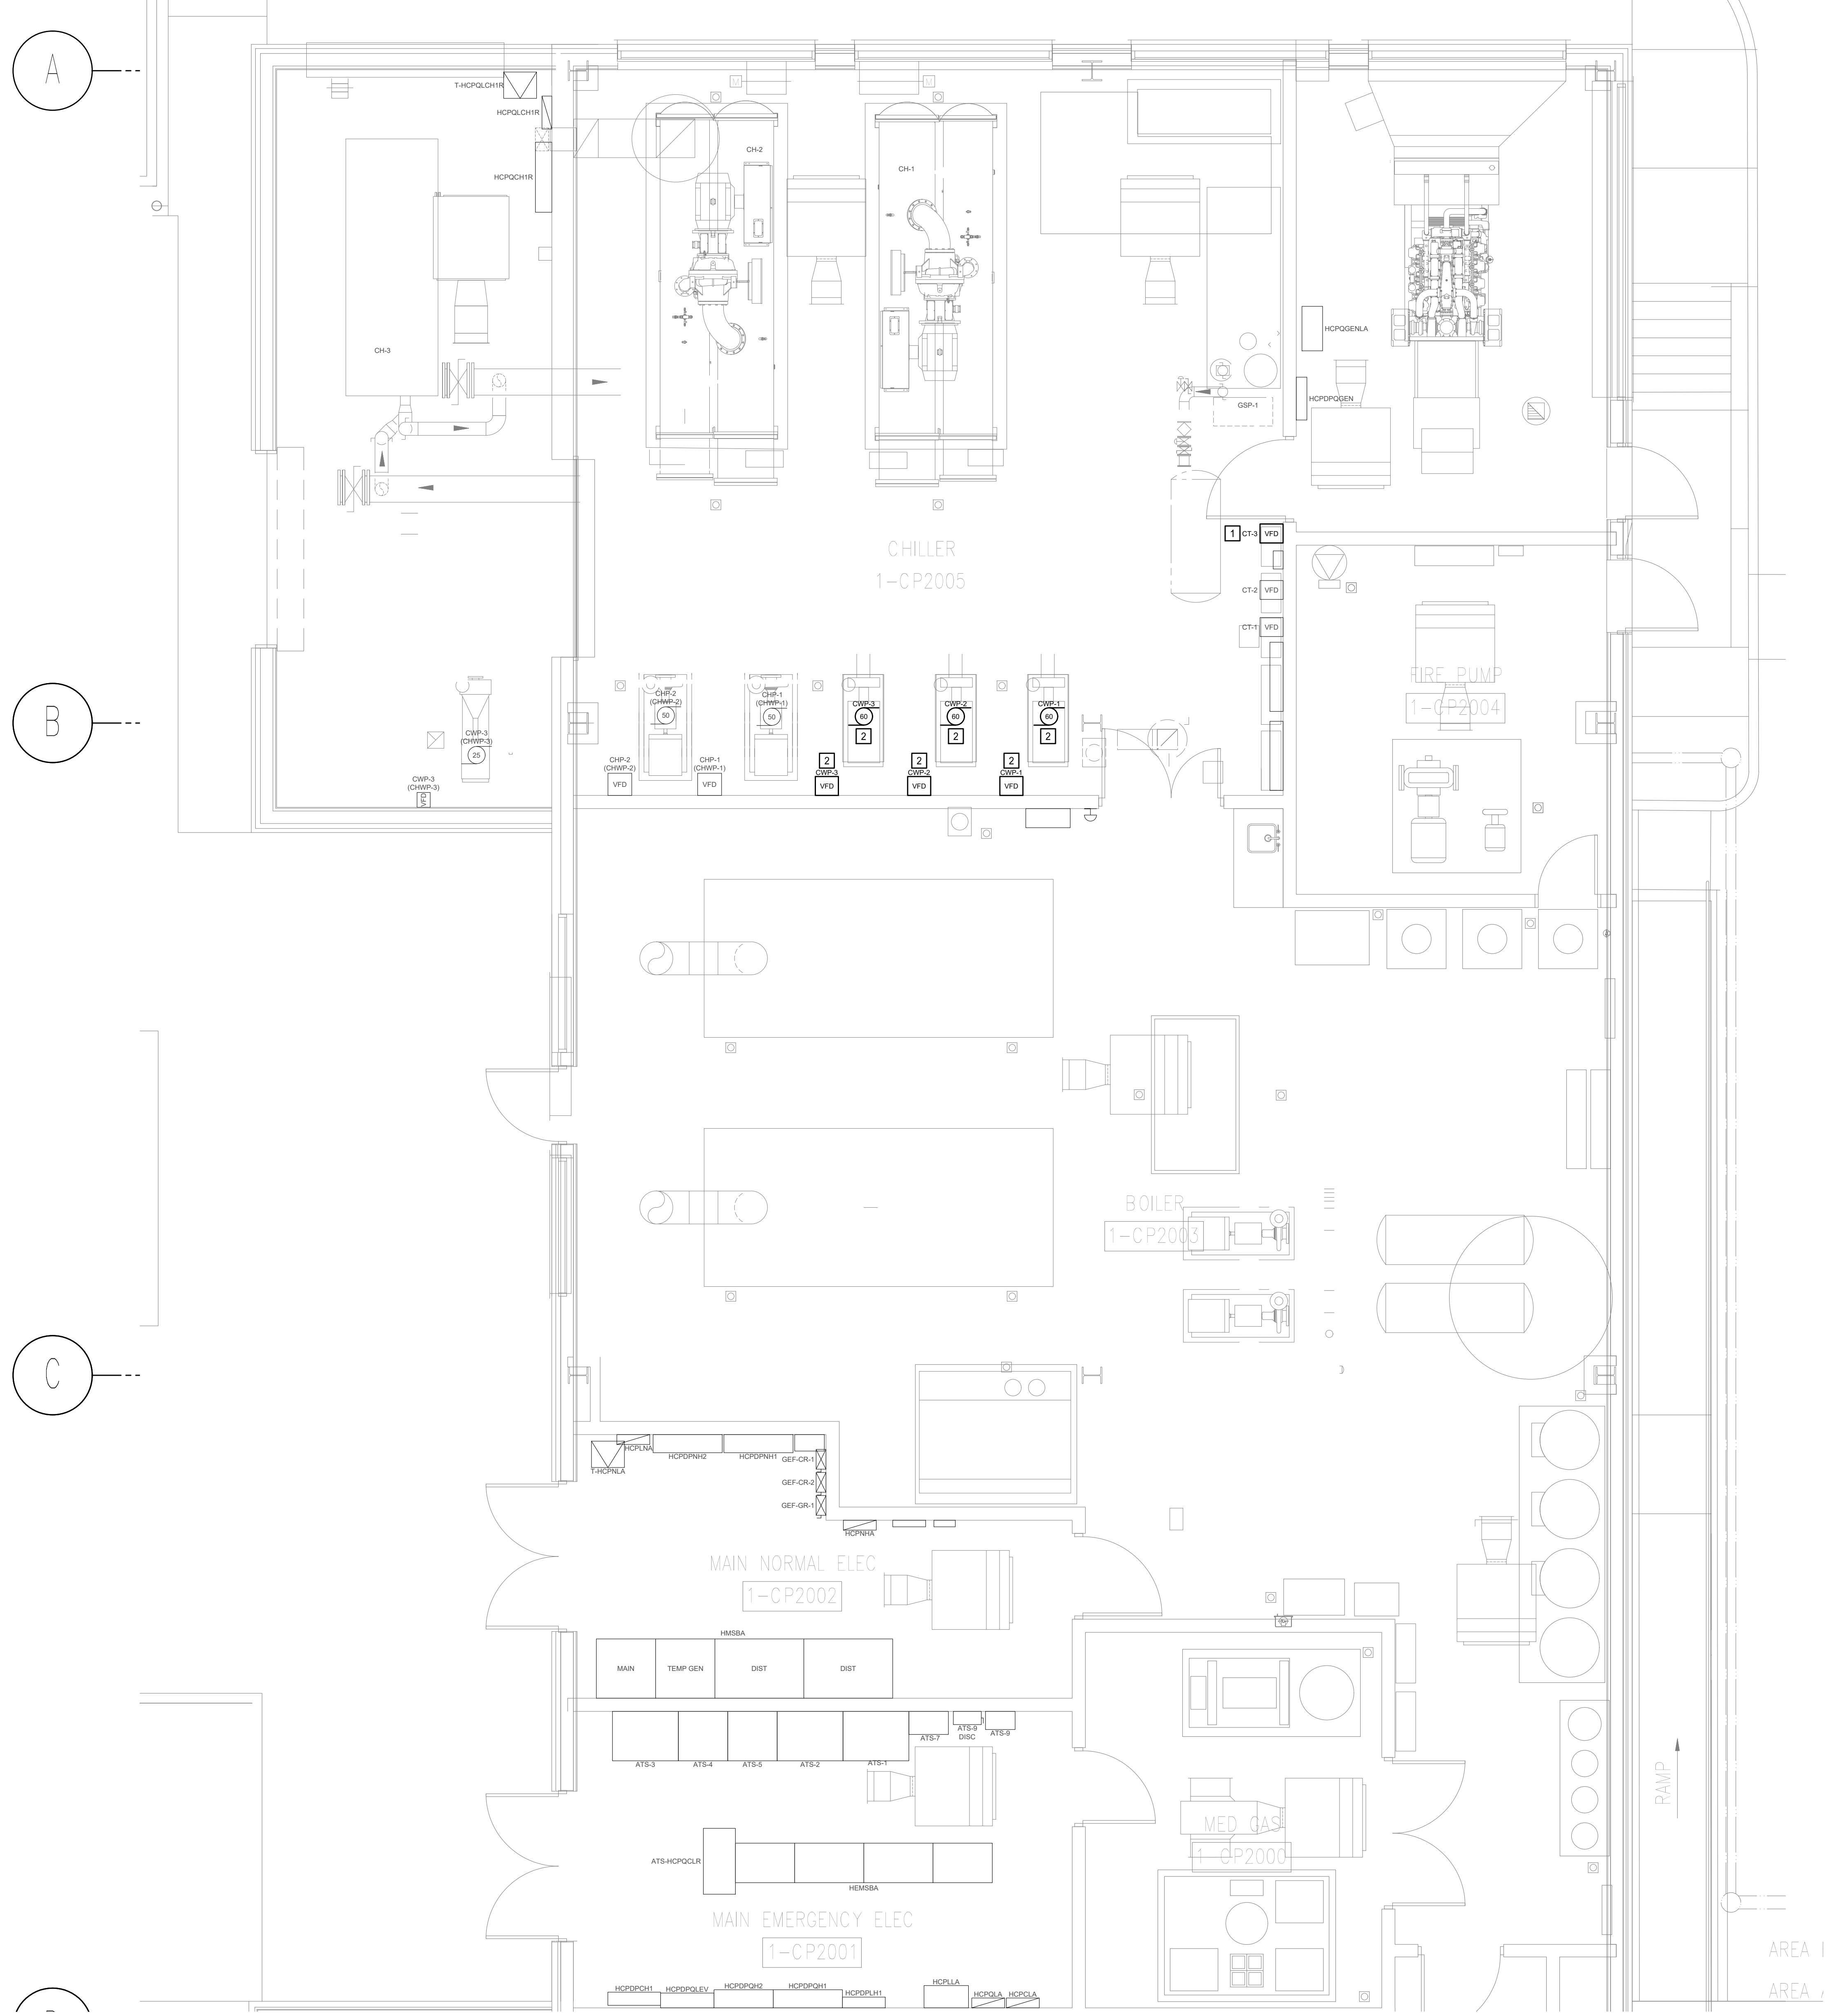 A
T-HCPQLCH1R
HCPQLCH1R
HCPQCH1R
M
M
CH-2
CH-1
CH-3
HCPQGENLA
HCPDPQGEN
GSP-1
CHILLER
1-CP2005
1 CT-3 VFD
CT-2 VFD
CT-1 VFD
B
FIRE PUMP
1-CP2004
CHP-2
(CHWP-2)
50
CHP-1
(CHWP-1)
50
CWP-3
60
2
CWP-2
60
2
CWP-1
60
2
CWP-3
(CHWP-3)
25
CWP-3
(CHWP-3)
VFD
CHP-2
(CHWP-2)
VFD
CHP-1
(CHWP-1)
VFD
2
CWP-3
VFD
2
CWP-2
VFD
2
CWP-1
VFD
BOILER
1-CP2003
C
HCPLNA
T-HCPNLA
HCPDPNH2
HCPDPNH1
GEF-CR-1
GEF-CR-2
GEF-GR-1
HCPNHA
MAIN NORMAL ELEC
1-CP2002
HMSBA
MAIN TEMP GEN DIST DIST
ATS-3
ATS-4
ATS-5
ATS-2
ATS-1
ATS-7
ATS-9
DISC
ATS-9
RAMP
MED GAS
1-CP2000
ATS-HCPQCLR
HEMSBA
MAIN EMERGENCY ELEC
1-CP2001
AREA
AREA
HCPDPCH1
HCPDPQLEV
HCPDPQH2
HCPDPQH1
HCPDPLH1
HCPLLA
HCPQLA
HCPCLA